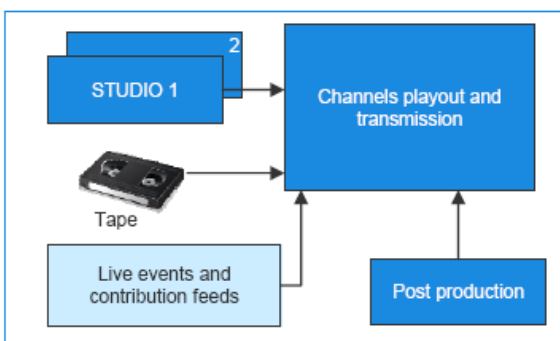 2
STUDIO 1
Channels playout and
transmission
Tape
Live events and
contribution feeds
Post production